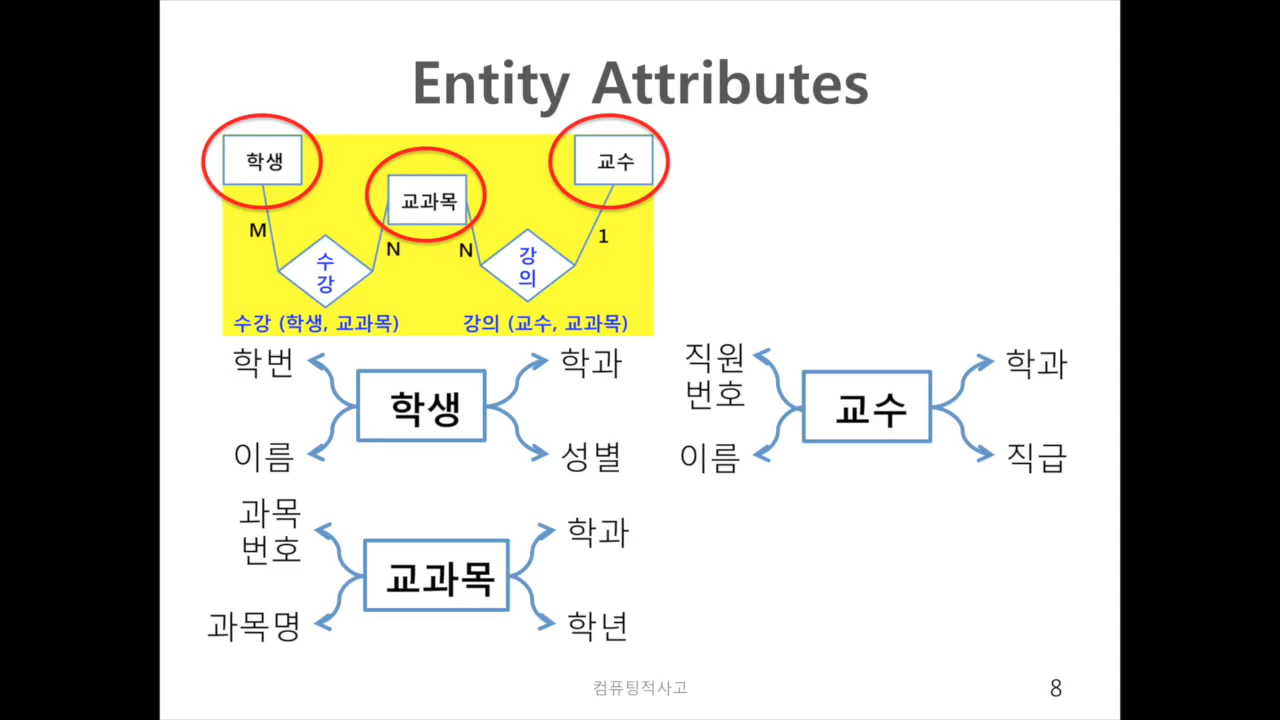 Entity Attributes
학생
교수
교과목
M
N
N
1
수
강
강
의
수강 (학생, 교과목)
강의 (교수, 교과목)
학번
학과
학생
이름
성별
직원
번호
학과
교수
이름
직급
과목
번호
학과
교과목
과목명
학년
컴퓨팅적사고
8